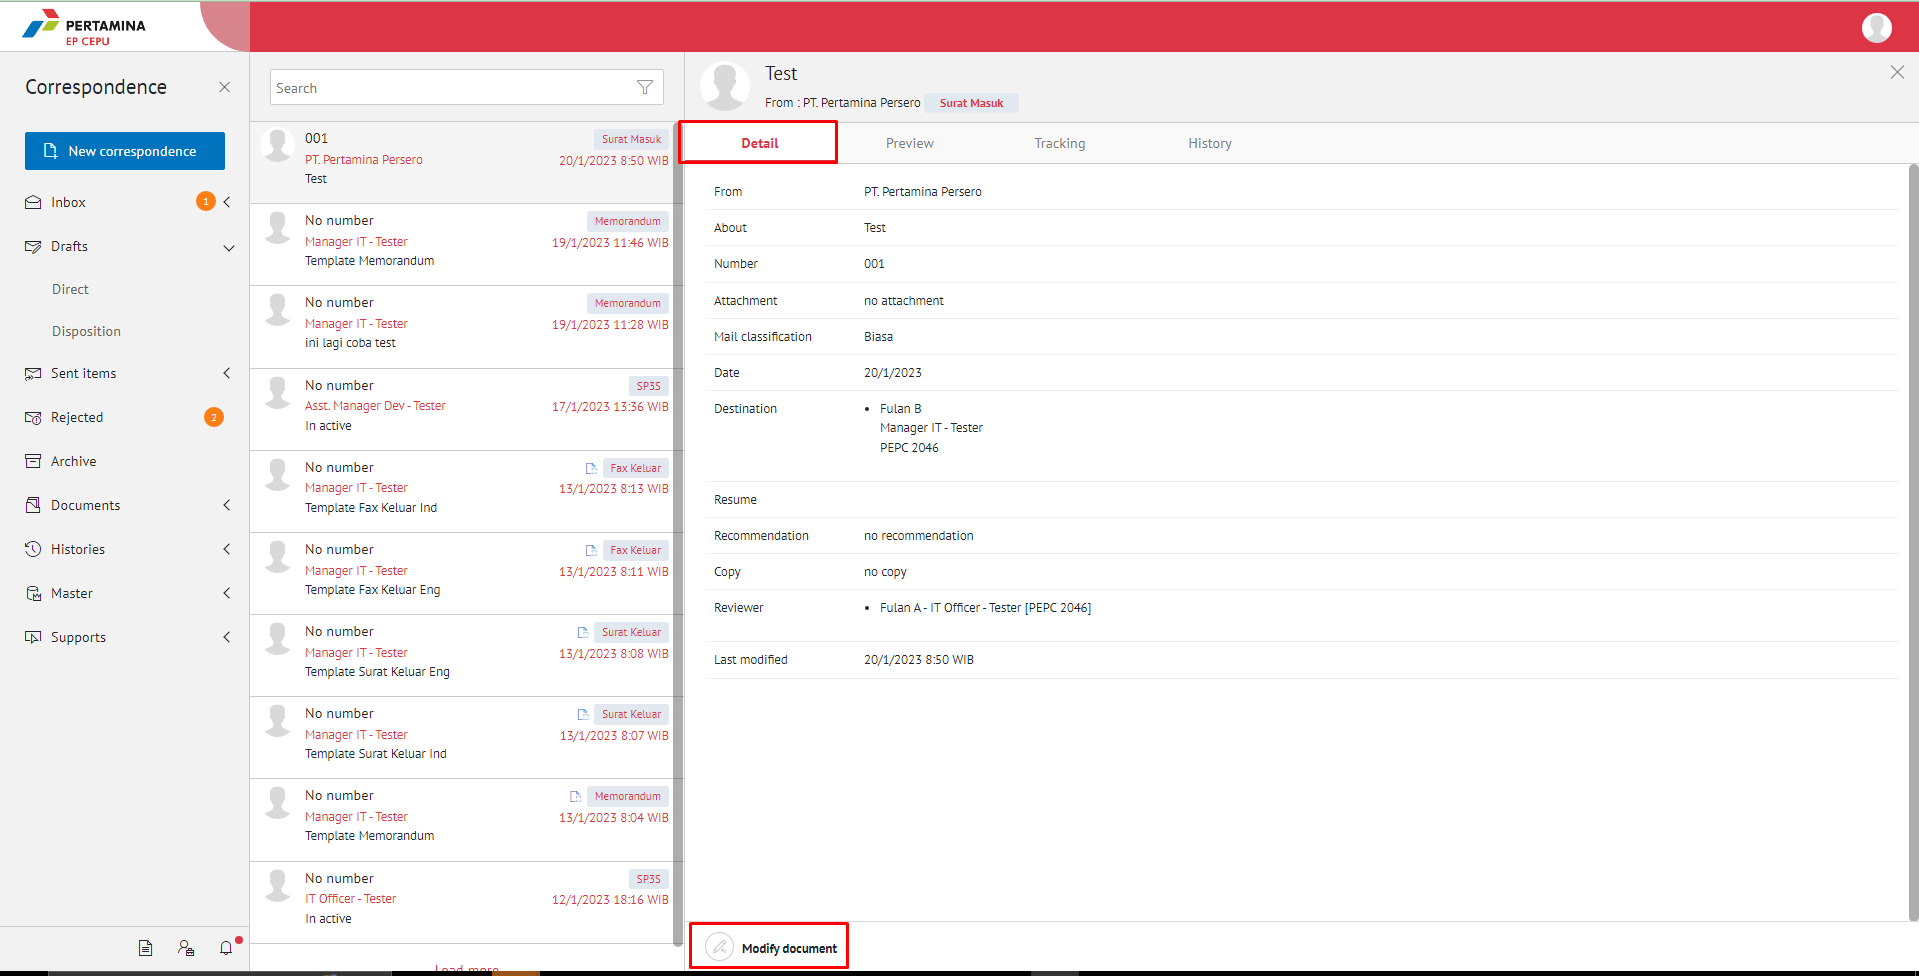 PERTAMINA
EP CEPU
Correspondence
New correspondence
Inbox 1
Drafts
Direct
Disposition
Sent items
Rejected 2
Archive
Documents
Histories
Master
Supports
Search
001 Surat Masuk
PT. Pertamina Persero 20/1/2023 8:50 WIB
Test
No number Memorandum
Manager IT - Tester 19/1/2023 11:46 WIB
Template Memorandum
No number Memorandum
Manager IT - Tester 19/1/2023 11:28 WIB
ini lagi coba test
No number SP3S
Asst. Manager Dev - Tester 17/1/2023 13:36 WIB
In active
No number Fax Keluar
Manager IT - Tester 13/1/2023 8:13 WIB
Template Fax Keluar Ind
No number Fax Keluar
Manager IT - Tester 13/1/2023 8:11 WIB
Template Fax Keluar Eng
No number Surat Keluar
Manager IT - Tester 13/1/2023 8:08 WIB
Template Surat Keluar Eng
No number Surat Keluar
Manager IT - Tester 13/1/2023 8:07 WIB
Template Surat Keluar Ind
No number Memorandum
Manager IT - Tester 13/1/2023 8:04 WIB
Template Memorandum
No number SP3S
IT Officer - Tester 12/1/2023 18:16 WIB
In active
Load more
Test
From : PT. Pertamina Persero Surat Masuk
Detail Preview Tracking History
From PT. Pertamina Persero
About Test
Number 001
Attachment no attachment
Mail classification Biasa
Date 20/1/2023
Destination • Fulan B
Manager IT - Tester
PEPC 2046
Resume
Recommendation no recommendation
Copy no copy
Reviewer • Fulan A - IT Officer - Tester [PEPC 2046]
Last modified 20/1/2023 8:50 WIB
Modify document